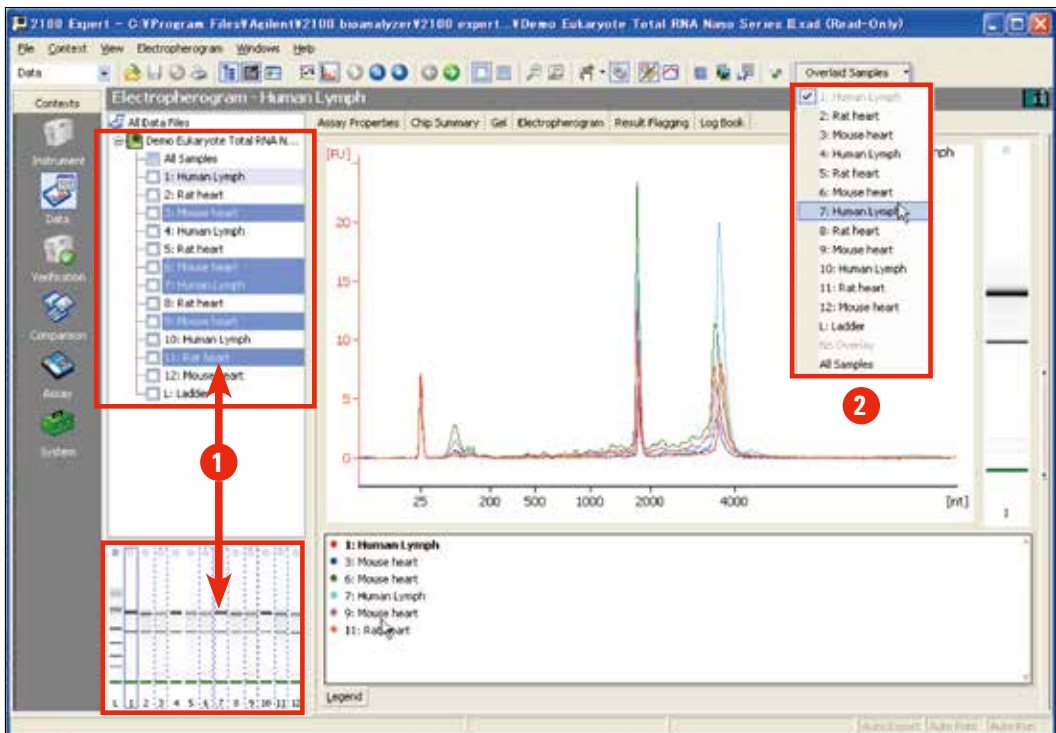 2100 Expert - C:¥Program Files¥Agilent¥2100 bioanalyzer¥2100 expert...¥Demo Eukaryote Total RNA Nano Series II.xad (Read-Only)
File Context View Electropherogram Windows Help
Data
Overlaid Samples
Contexts
Instrument
Data
Verification
Comparison
Assay
System
Electropherogram - Human Lymph
All Data Files
Demo Eukaryote Total RNA N...
All Samples
1: Human Lymph
2: Rat heart
3: Mouse heart
4: Human Lymph
5: Rat heart
6: Mouse heart
7: Human Lymph
8: Rat heart
9: Mouse heart
10: Human Lymph
11: Rat heart
12: Mouse heart
L: Ladder
1
L 1 2 3 4 5 6 7 8 9 10 11 12
Assay Properties Chip Summary Gel Electropherogram Result Flagging Log Book
[FU]
20
15
10
5
0
25 200 500 1000 2000 4000 [nt]
1: Human Lymph
2: Rat heart
3: Mouse heart
4: Human Lymph
5: Rat heart
6: Mouse heart
7: Human Lymph
8: Rat heart
9: Mouse heart
10: Human Lymph
11: Rat heart
12: Mouse heart
L: Ladder
No Overlay
All Samples
2
1
1: Human Lymph
3: Mouse heart
6: Mouse heart
7: Human Lymph
9: Mouse heart
11: Rat heart
Legend
Auto Export Auto Print Auto Run